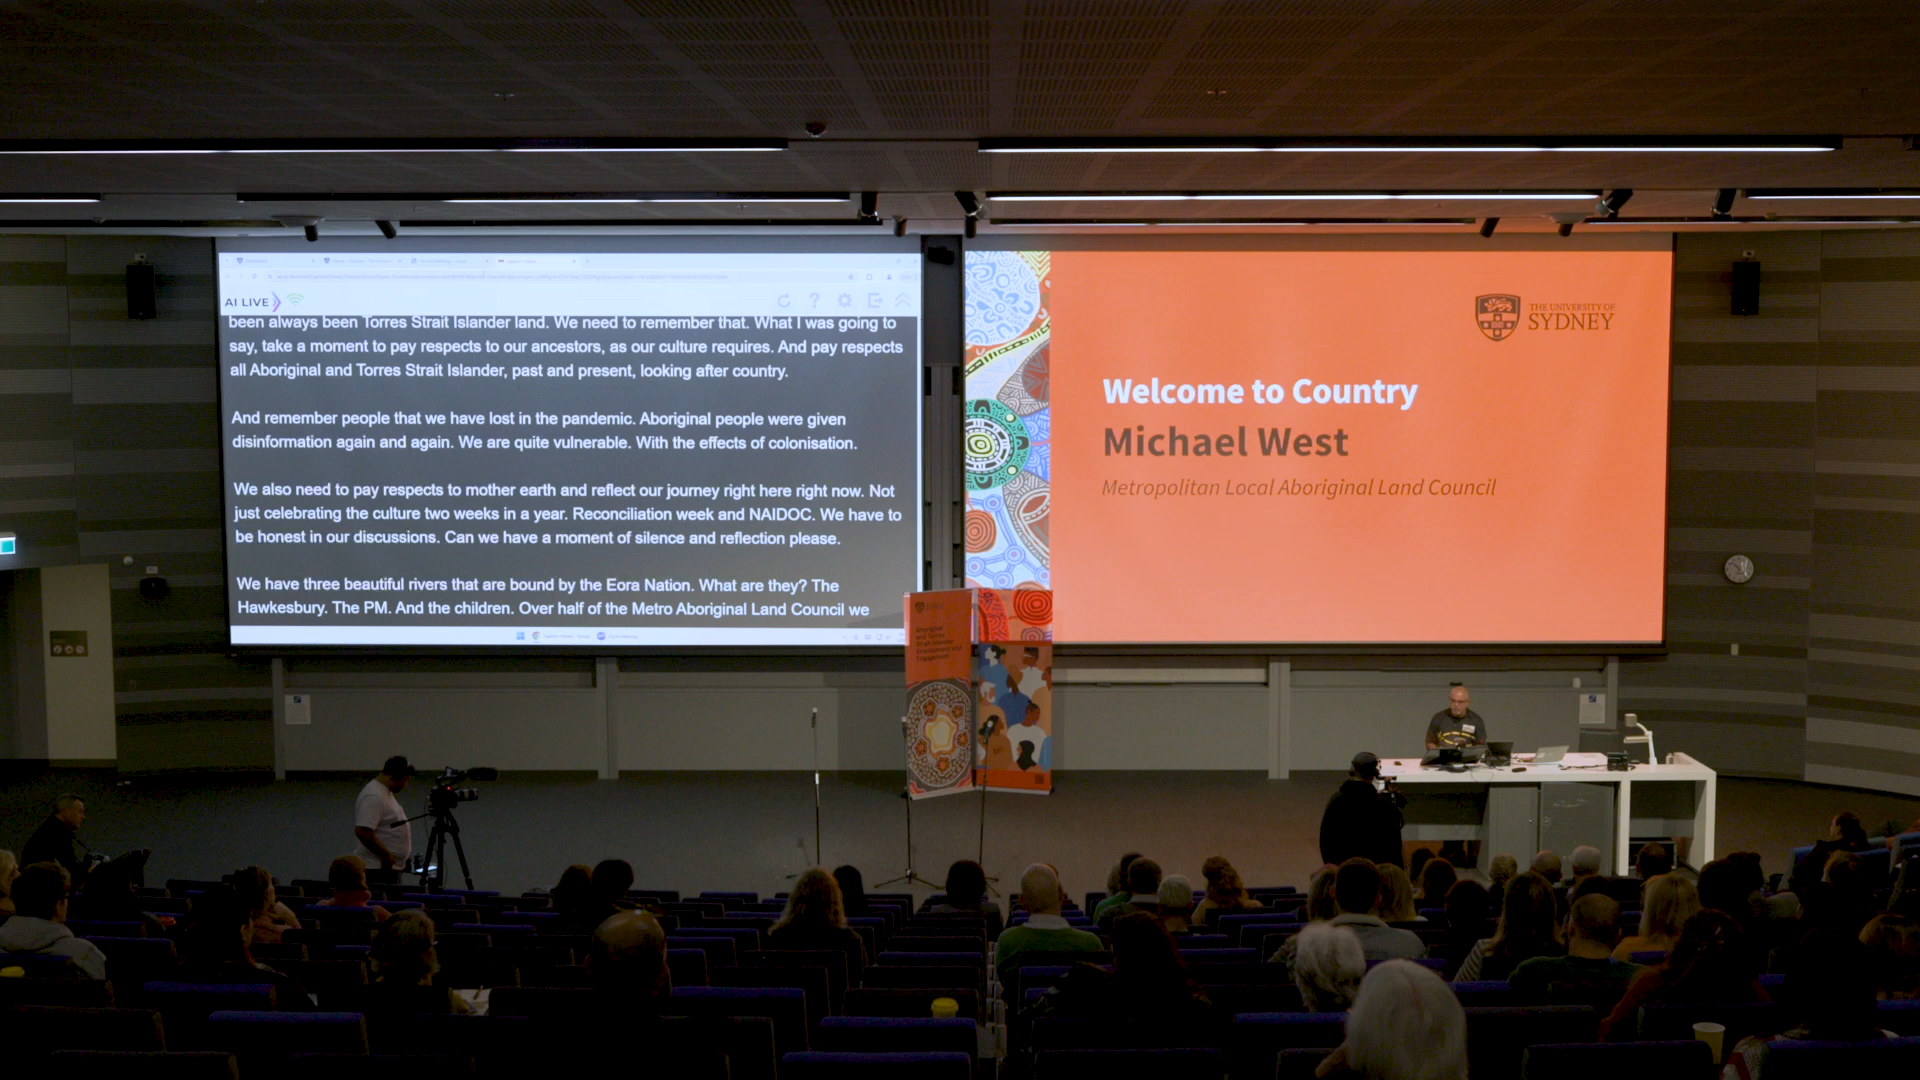 AI LIVE
been always been Torres Strait Islander land. We need to remember that. What I was going to
say, take a moment to pay respects to our ancestors, as our culture requires. And pay respects
all Aboriginal and Torres Strait Islander, past and present, looking after country.
And remember people that we have lost in the pandemic. Aboriginal people were given
disinformation again and again. We are quite vulnerable. With the effects of colonisation.
We also need to pay respects to mother earth and reflect our journey right here right now. Not
just celebrating the culture two weeks in a year. Reconciliation week and NAIDOC. We have to
be honest in our discussions. Can we have a moment of silence and reflection please.
We have three beautiful rivers that are bound by the Eora Nation. What are they? The
Hawkesbury. The PM. And the children. Over half of the Metro Aboriginal Land Council we
THE UNIVERSITY OF
SYDNEY
Welcome to Country
Michael West
Metropolitan Local Aboriginal Land Council
Aboriginal
and Torres
Strait Islander